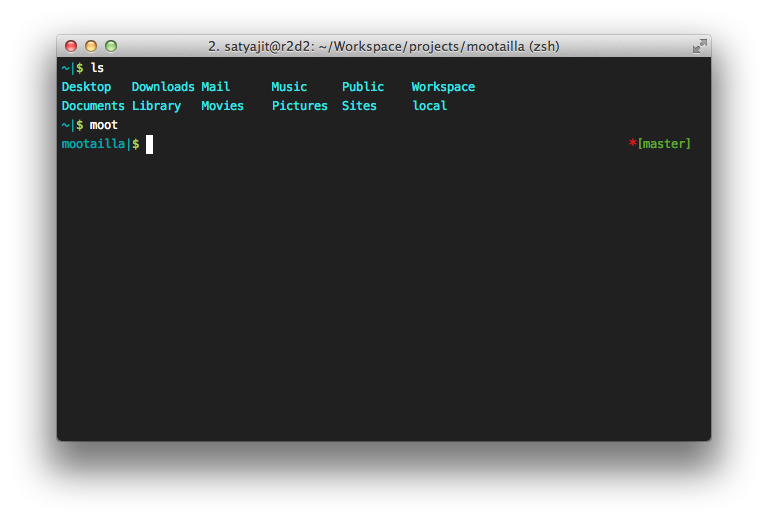 2. satyajit@r2d2: ~/Workspace/projects/mootailla (zsh)
~|$ ls
Desktop   Downloads Mail      Music     Public    Workspace
Documents Library   Movies    Pictures  Sites     local
~|$ moot
mootailla|$ *[master]